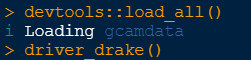 > devtools::load_all()
i Loading gcamdata
> driver_drake()